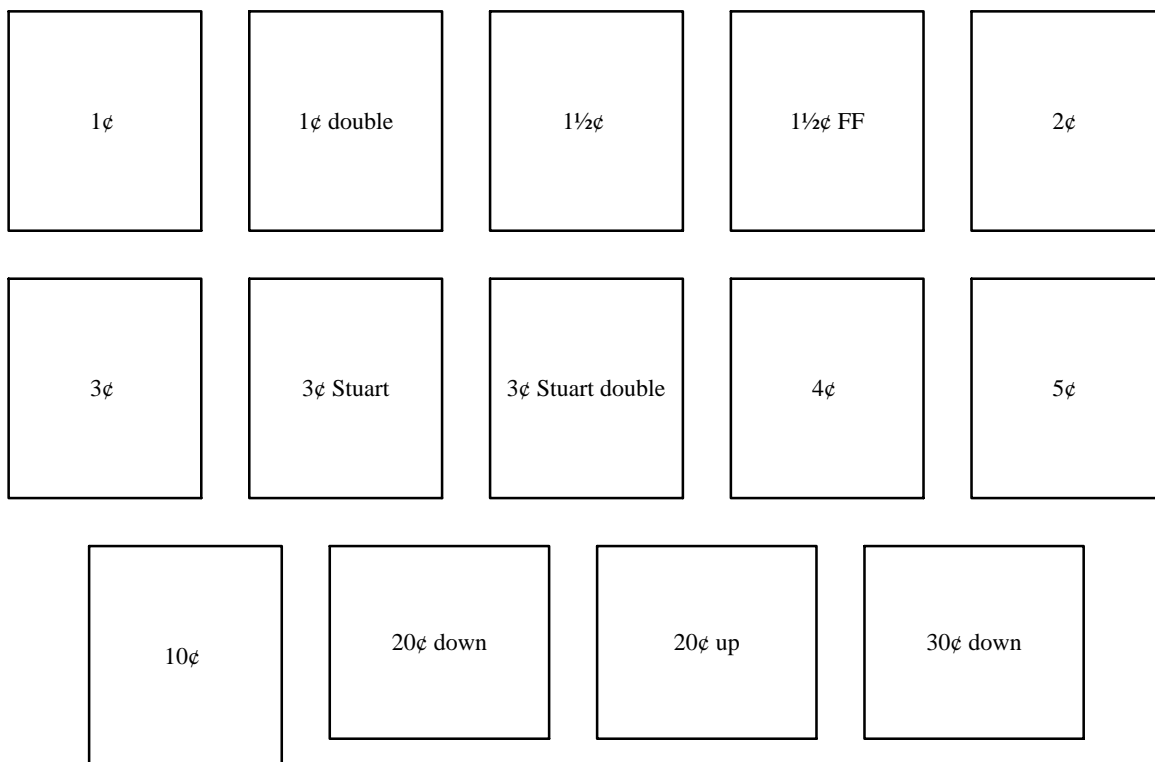 1¢
1¢ double
1½¢
1½¢ FF
2¢
3¢
3¢ Stuart
3¢ Stuart double
4¢
5¢
10¢
20¢ down
20¢ up
30¢ down